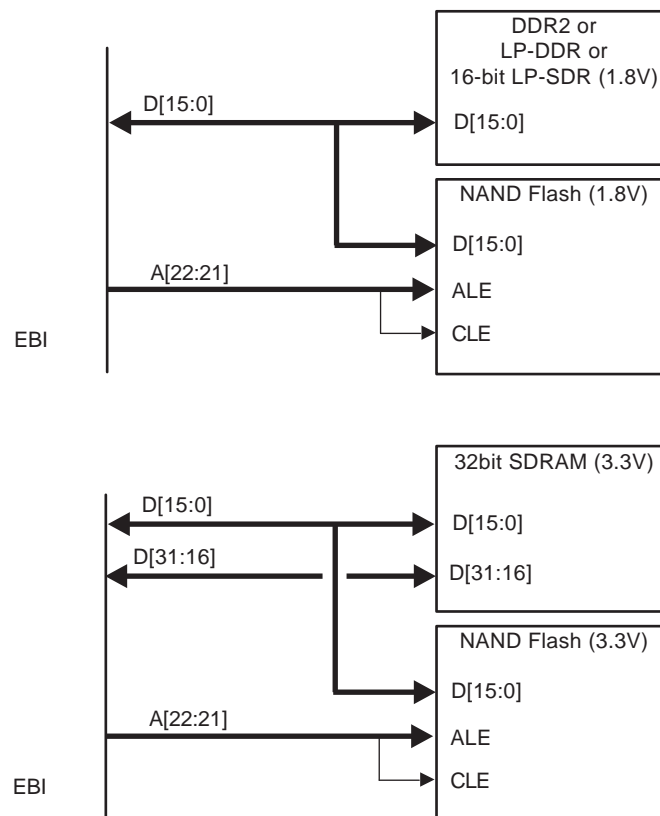 DDR2 or
LP-DDR or
16-bit LP-SDR (1.8V)
D[15:0]
D[15:0]
NAND Flash (1.8V)
D[15:0]
A[22:21]
ALE
EBI
CLE
32bit SDRAM (3.3V)
D[15:0]
D[15:0]
D[31:16]
D[31:16]
NAND Flash (3.3V)
D[15:0]
A[22:21]
ALE
EBI
CLE